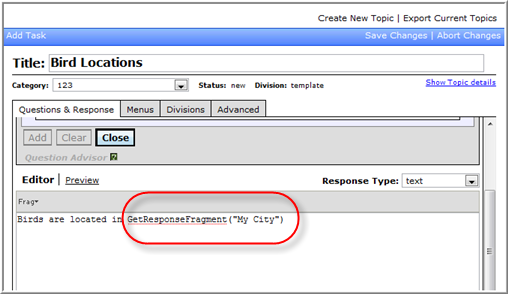 Create New Topic | Export Current Topics
Add Task Save Changes | Abort Changes
Title: Bird Locations
Category: 123 Status: new Division: template Show Topic details
Questions & Response Menus Divisions Advanced
Add Clear Close
Question Advisor ?
Editor | Preview Response Type: text
Frag
Birds are located in GetResponseFragment("My City")